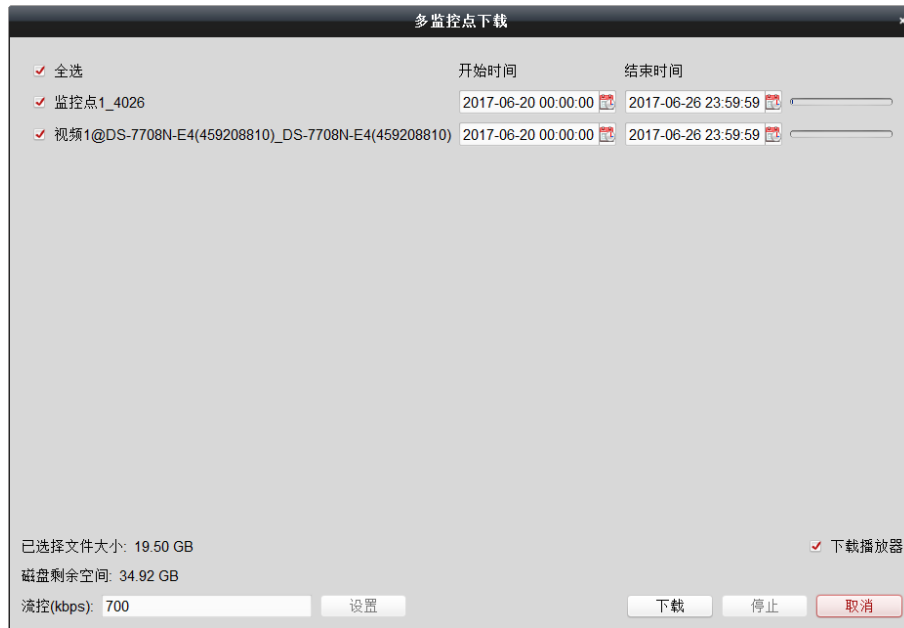 多监控点下载
全选 开始时间 结束时间
监控点1_4026 2017-06-20 00:00:00 2017-06-26 23:59:59
视频1@DS-7708N-E4(459208810)_DS-7708N-E4(459208810) 2017-06-20 00:00:00 2017-06-26 23:59:59
已选择文件大小: 19.50 GB 下载播放器
磁盘剩余空间: 34.92 GB
流控(kbps): 700 设置 下载 停止 取消